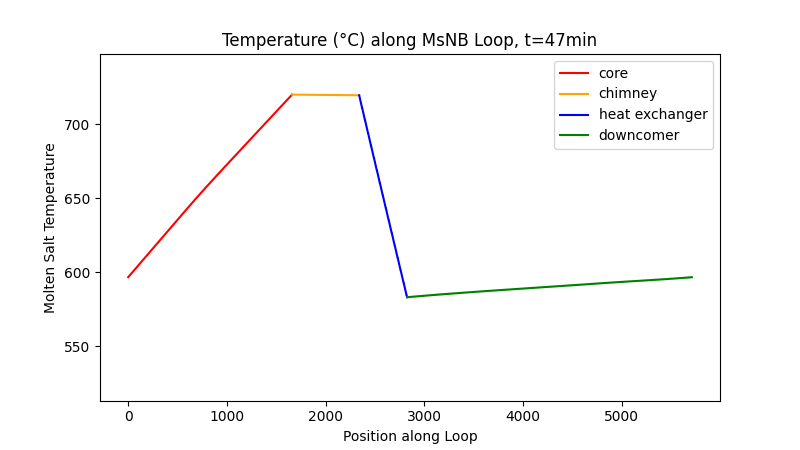 Temperature (°C) along MsNB Loop, t=47min
core
chimney
heat exchanger
downcomer
Molten Salt Temperature
700
650
600
550
0 1000 2000 3000 4000 5000
Position along Loop